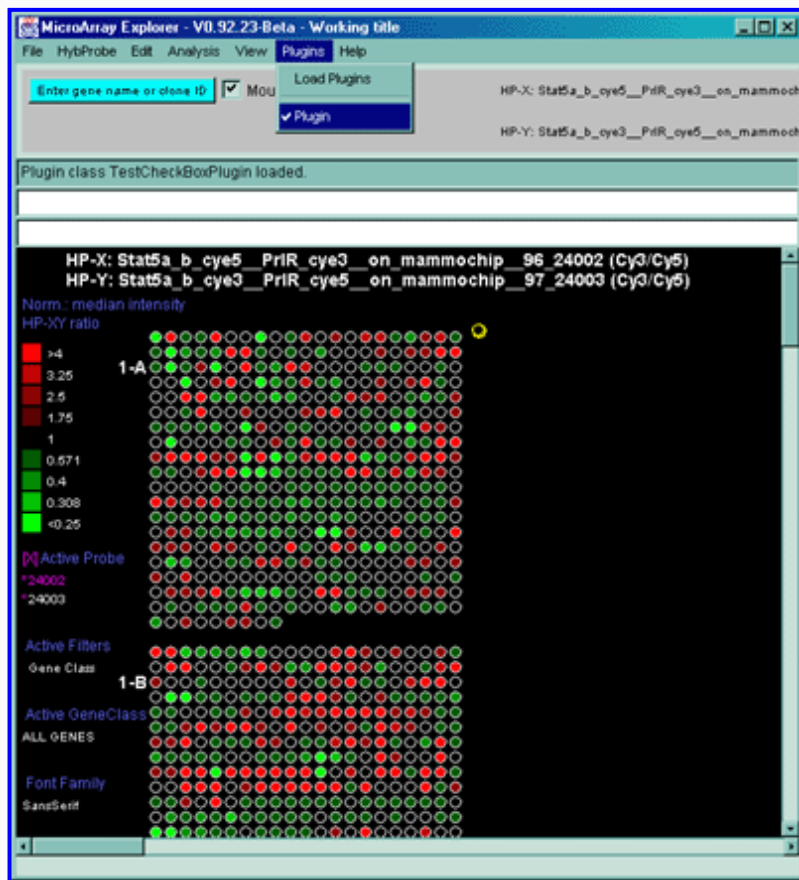 MicroArray Explorer - V0.92.23-Beta - Working title
File HybProbe Edit Analysis View Plugins Help
Load Plugins
Enter gene name or clone ID Mou
HP-X: Stat5a_b_cye5__PrlR_cye3__on_mammoch
Plugin
HP-Y: Stat5a_b_cye3__PrlR_cye5__on_mammoch
Plugin class TestCheckBoxPlugin loaded.
HP-X: Stat5a_b_cye5__PrlR_cye3__on_mammochip__96_24002 (Cy3/Cy5)
HP-Y: Stat5a_b_cye3__PrlR_cye5__on_mammochip__97_24003 (Cy3/Cy5)
Norm.: median intensity
HP-XY ratio
>4
1-A
3.25
2.5
1.75
1
0.571
0.4
0.308
<0.25
[X] Active Probe
*24002
*24003
Active Filters
Gene Class
1-B
Active GeneClass
ALL GENES
Font Family
SansSerif